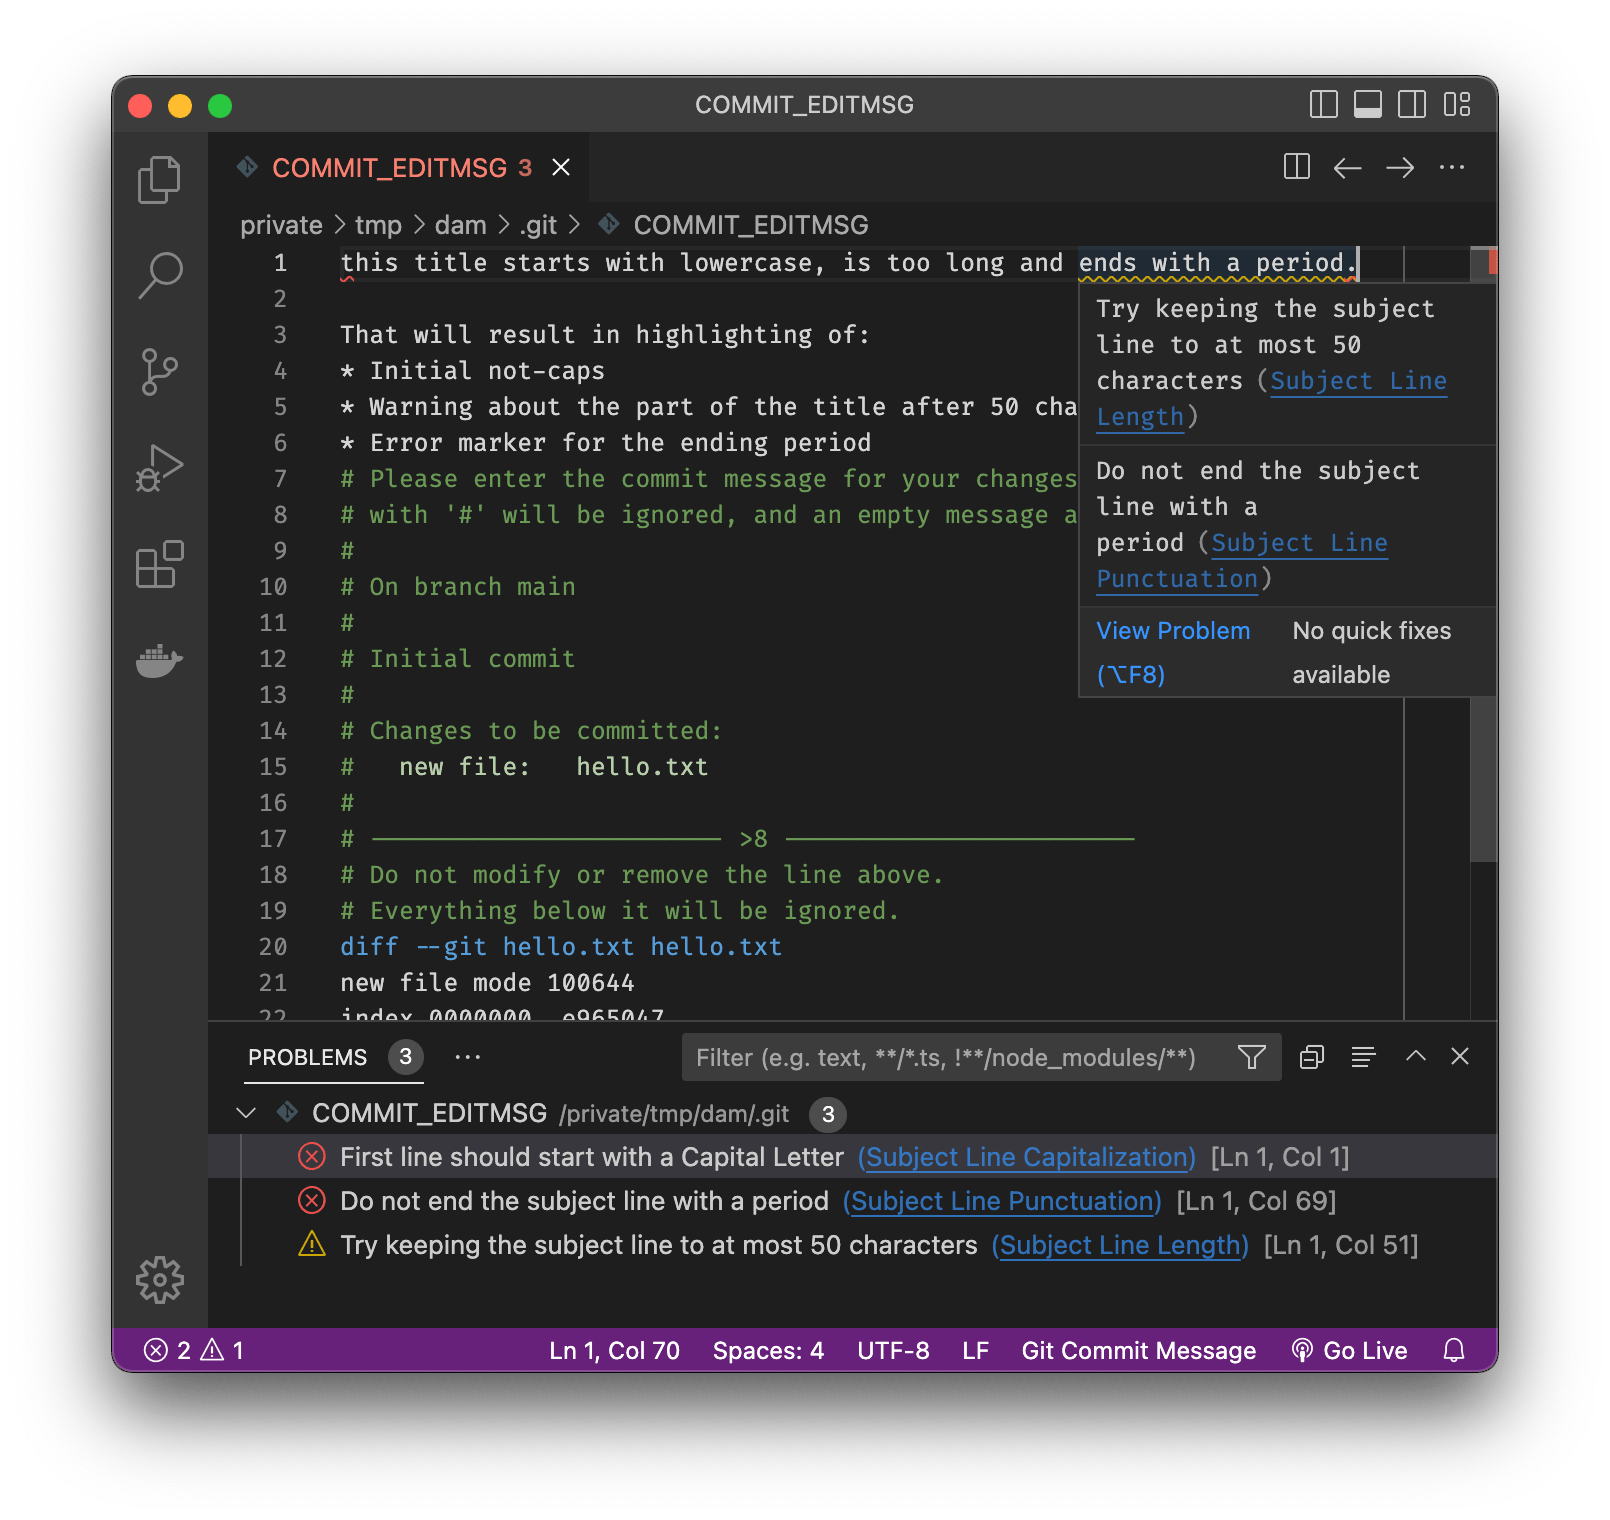 COMMIT_EDITMSG
COMMIT_EDITMSG 3
private > tmp > dam > .git > COMMIT_EDITMSG
1 this title starts with lowercase, is too long and ends with a period.
2
3 That will result in highlighting of:
4 * Initial not-caps
5 * Warning about the part of the title after 50 cha
6 * Error marker for the ending period
7 # Please enter the commit message for your changes
8 # with '#' will be ignored, and an empty message a
9 #
10 # On branch main
11 #
12 # Initial commit
13 #
14 # Changes to be committed:
15 #   new file:   hello.txt
16 #
17 # ------------------------ >8 ------------------------
18 # Do not modify or remove the line above.
19 # Everything below it will be ignored.
20 diff --git hello.txt hello.txt
21 new file mode 100644
22 index 0000000..e965047
Try keeping the subject
line to at most 50
characters (Subject Line
Length)
Do not end the subject
line with a
period (Subject Line
Punctuation)
View Problem
(⌥F8)
No quick fixes
available
PROBLEMS 3
Filter (e.g. text, **/*.ts, !**/node_modules/**)
COMMIT_EDITMSG /private/tmp/dam/.git 3
First line should start with a Capital Letter (Subject Line Capitalization) [Ln 1, Col 1]
Do not end the subject line with a period (Subject Line Punctuation) [Ln 1, Col 69]
Try keeping the subject line to at most 50 characters (Subject Line Length) [Ln 1, Col 51]
2 1 Ln 1, Col 70 Spaces: 4 UTF-8 LF Git Commit Message Go Live